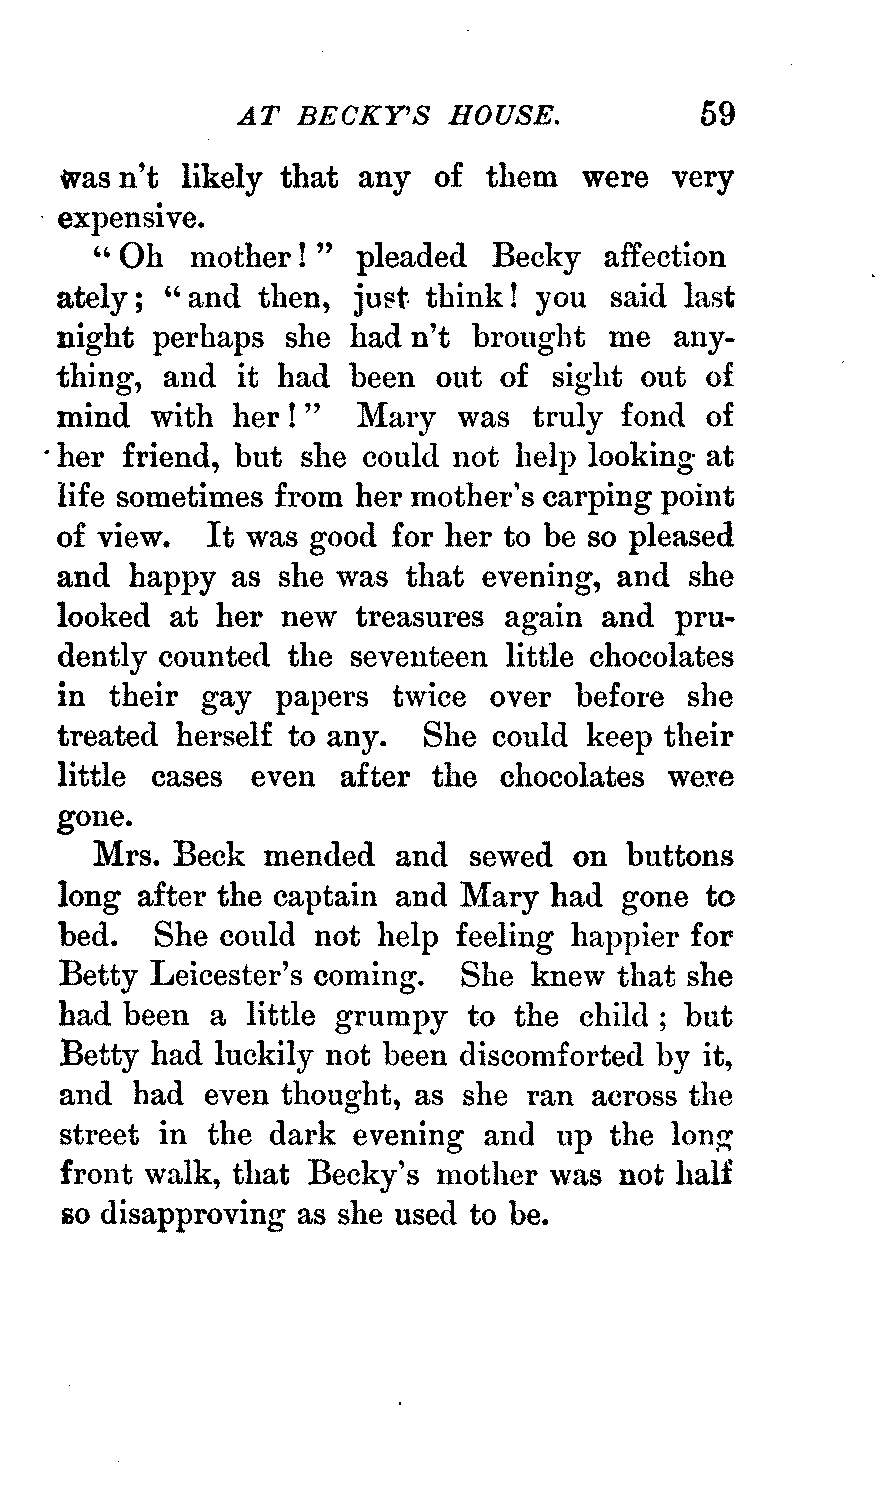 AT BECKY'S HOUSE. 59
was n't likely that any of them were very
expensive.
"Oh mother!" pleaded Becky affection
ately; "and then, just think! you said last
night perhaps she had n't brought me any-
thing, and it had been out of sight out of
mind with her!" Mary was truly fond of
her friend, but she could not help looking at
life sometimes from her mother's carping point
of view. It was good for her to be so pleased
and happy as she was that evening, and she
looked at her new treasures again and pru-
dently counted the seventeen little chocolates
in their gay papers twice over before she
treated herself to any. She could keep their
little cases even after the chocolates were
gone.
Mrs. Beck mended and sewed on buttons
long after the captain and Mary had gone to
bed. She could not help feeling happier for
Betty Leicester's coming. She knew that she
had been a little grumpy to the child; but
Betty had luckily not been discomforted by it,
and had even thought, as she ran across the
street in the dark evening and up the long
front walk, that Becky's mother was not half
so disapproving as she used to be.